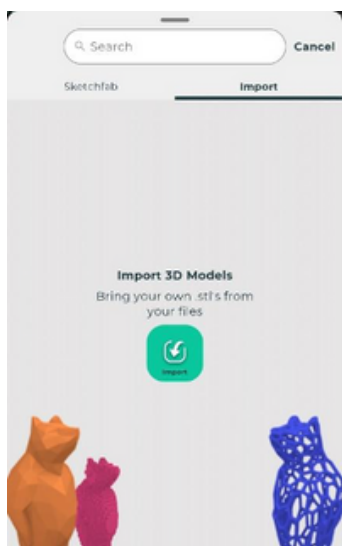 Search
Cancel
Sketchfab
Import
Import 3D Models
Bring your own .stl's from
your files
Import